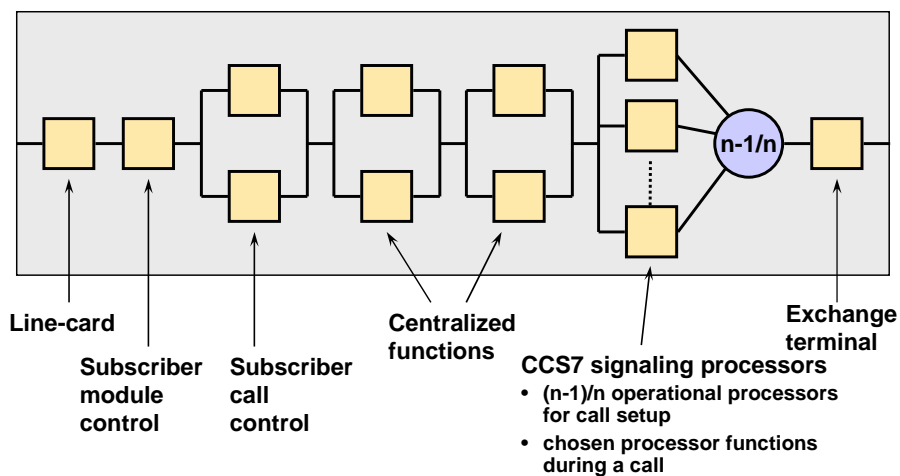 n-1/n
Line-card
Subscriber
module
control
Subscriber
call
control
Centralized
functions
CCS7 signaling processors
• (n-1)/n operational processors
for call setup
• chosen processor functions
during a call
Exchange
terminal